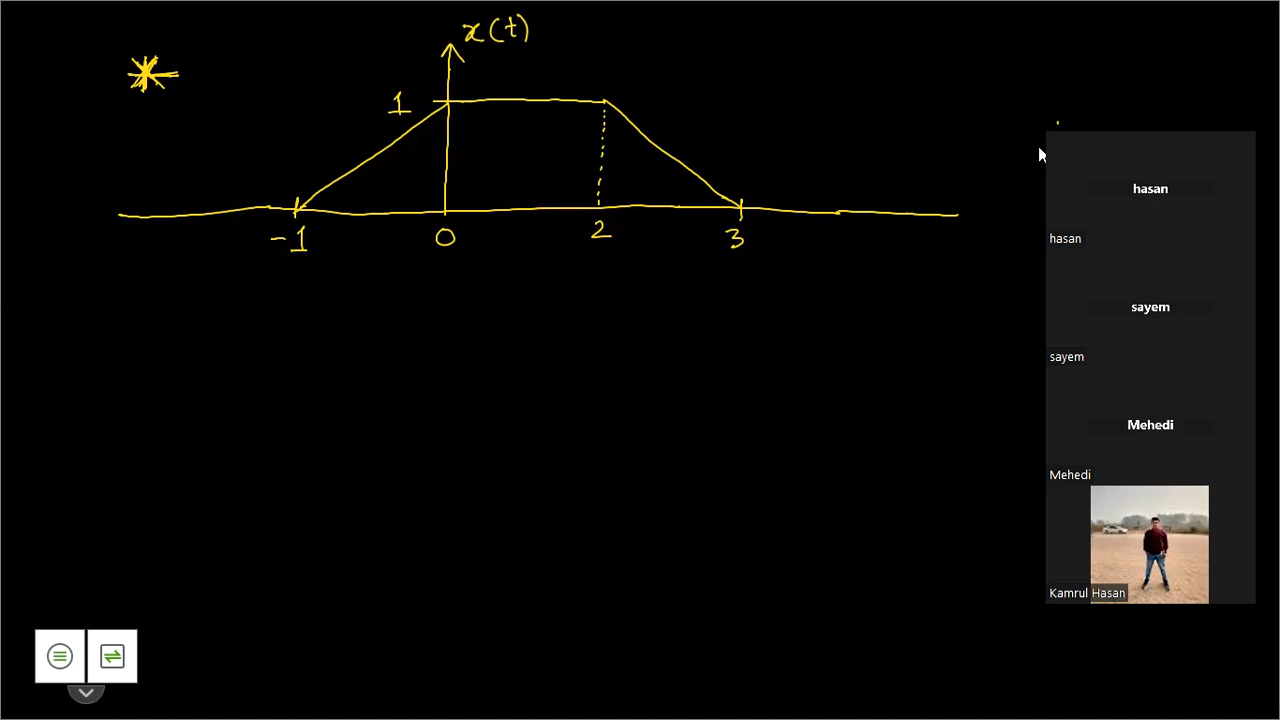 x(t)
1
-1 0 2 3
hasan
hasan
sayem
sayem
Mehedi
Mehedi
Kamrul Hasan